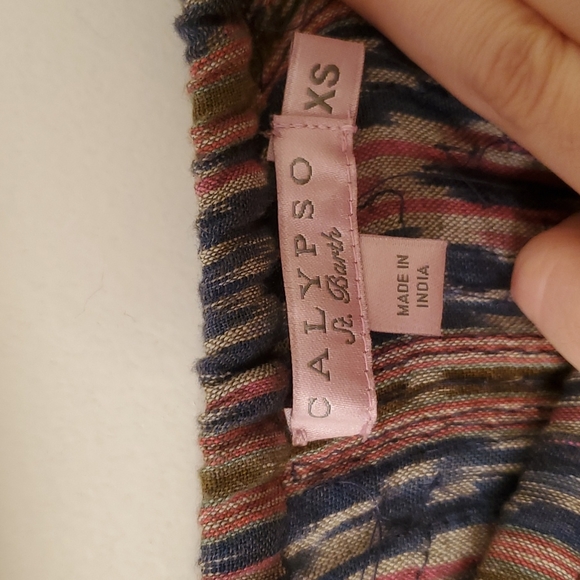 XS
CALYPSO
St. Barth
MADE IN
INDIA